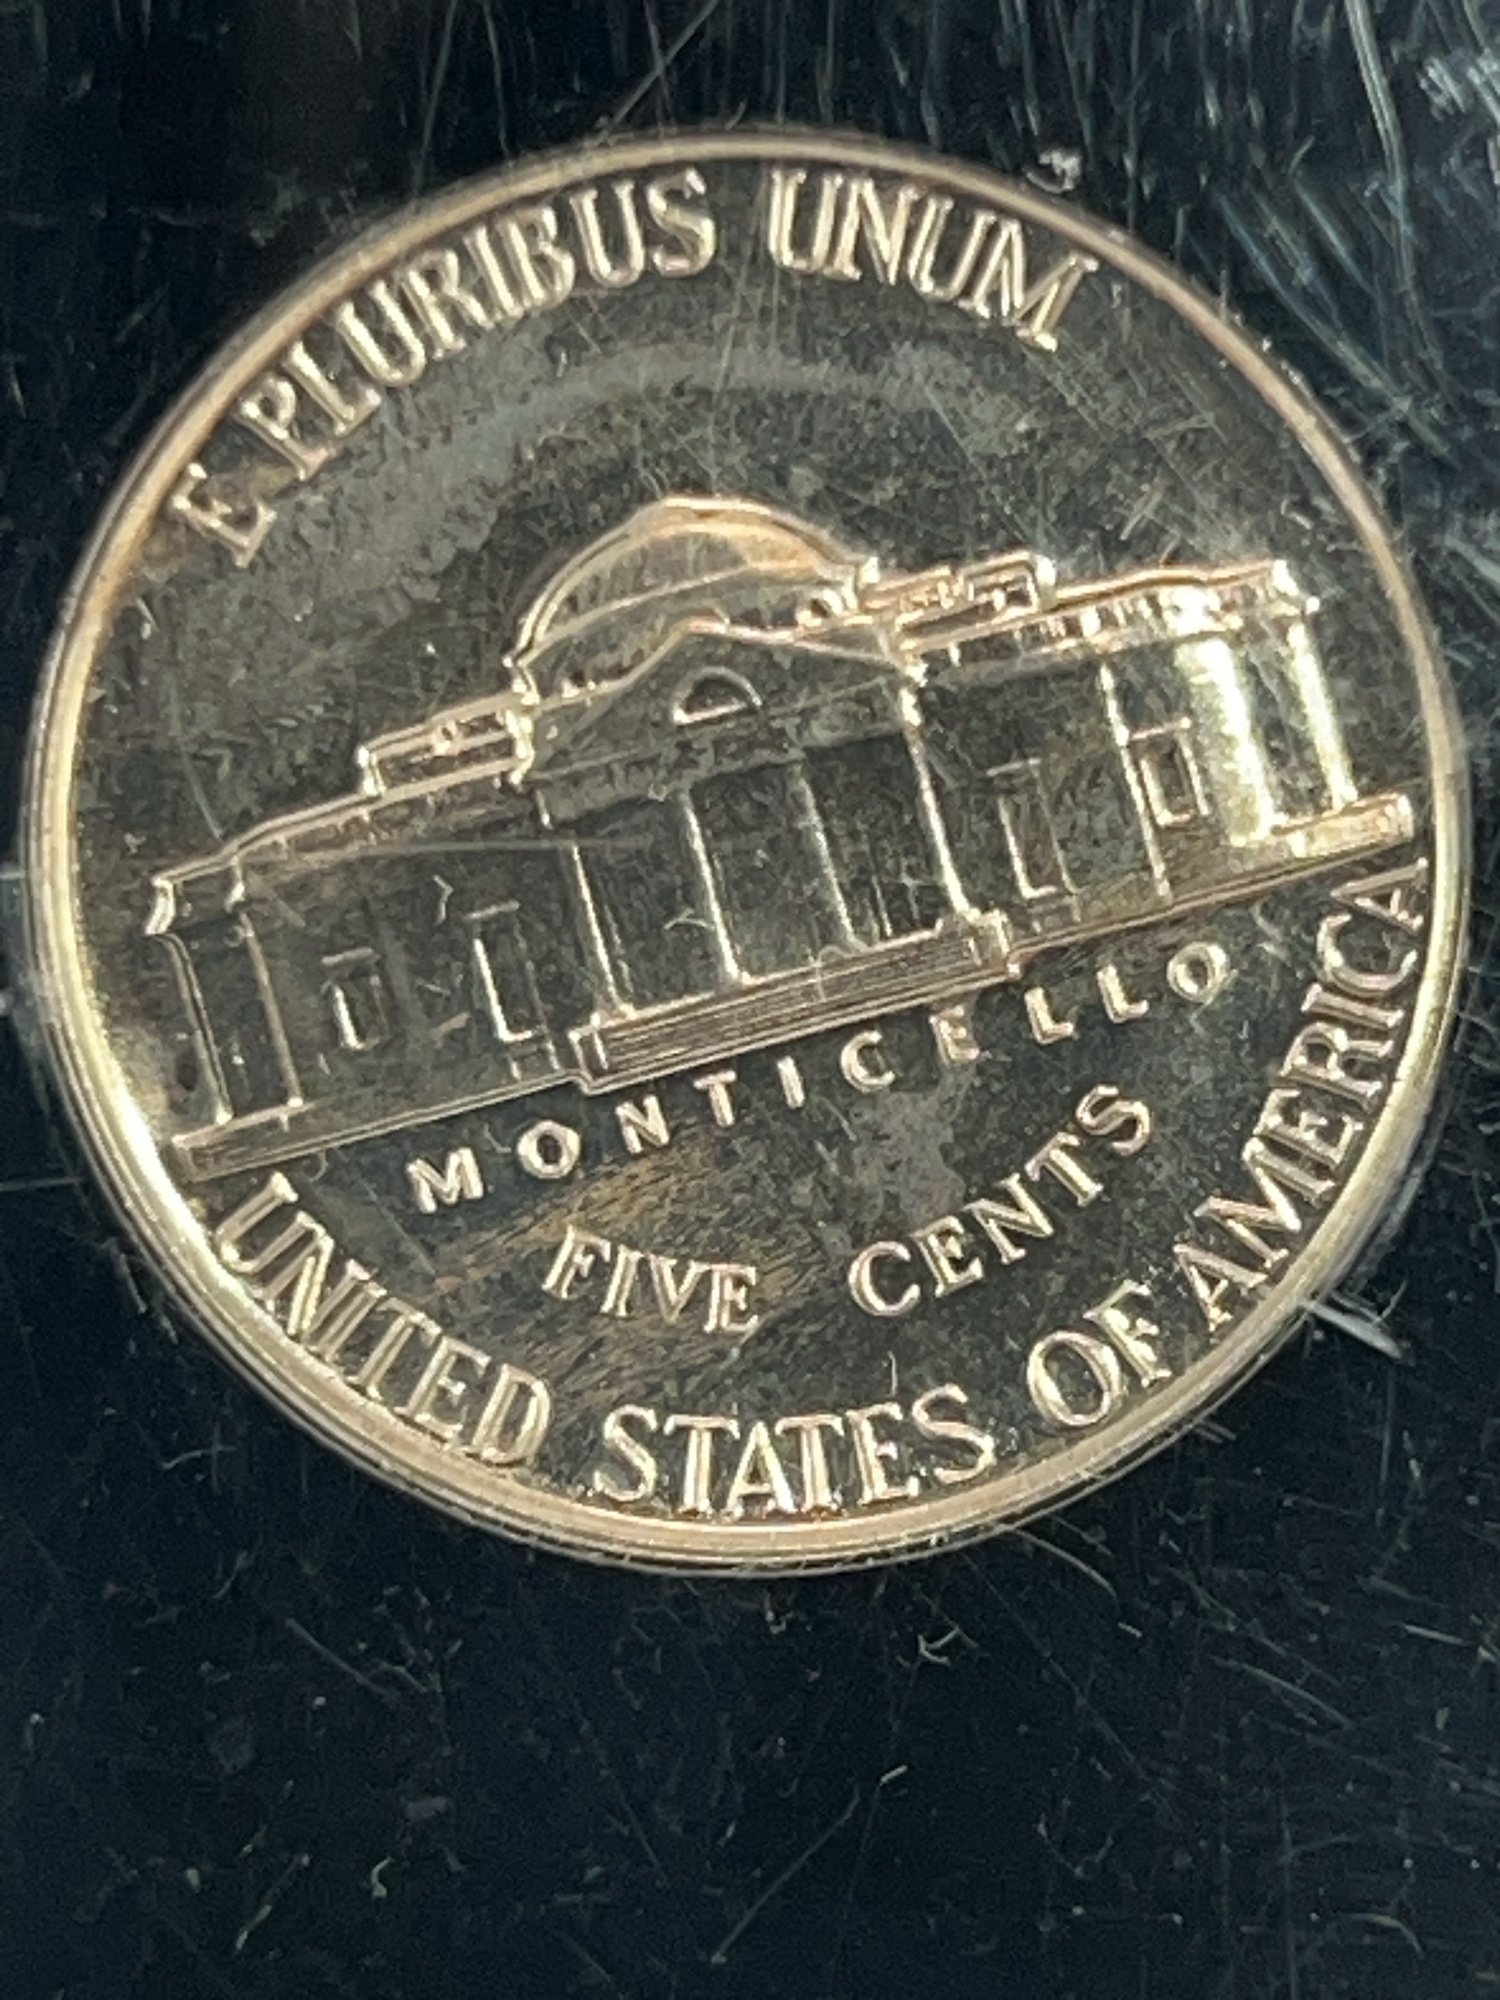 E PLURIBUS UNUM
MONTICELLO
FIVE CENTS
UNITED STATES OF AMERICA